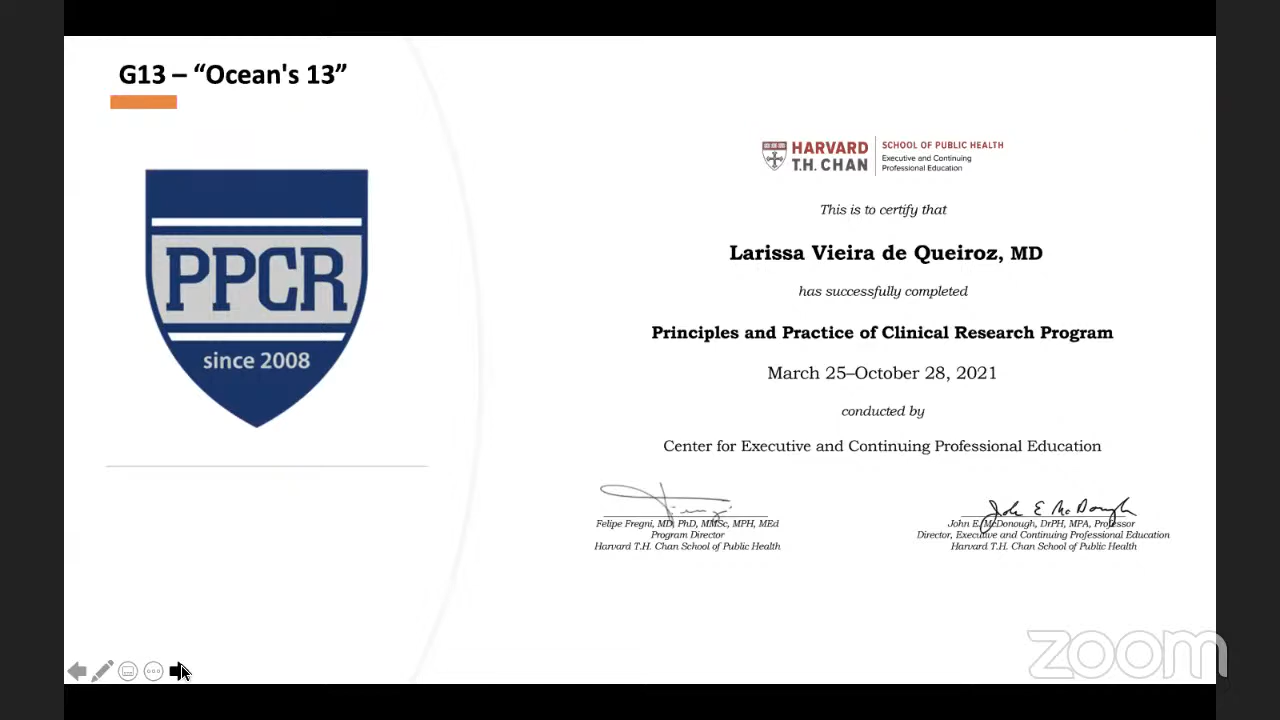 G13 – “Ocean's 13”
PPCR
since 2008
HARVARD
T.H. CHAN
SCHOOL OF PUBLIC HEALTH
Executive and Continuing
Professional Education
This is to certify that
Larissa Vieira de Queiroz, MD
has successfully completed
Principles and Practice of Clinical Research Program
March 25–October 28, 2021
conducted by
Center for Executive and Continuing Professional Education
Felipe Fregni, MD, PhD, MMSc, MPH, MEd
Program Director
Harvard T.H. Chan School of Public Health
John E McDonough
John E. McDonough, DrPH, MPA, Professor
Director, Executive and Continuing Professional Education
Harvard T.H. Chan School of Public Health
zoom